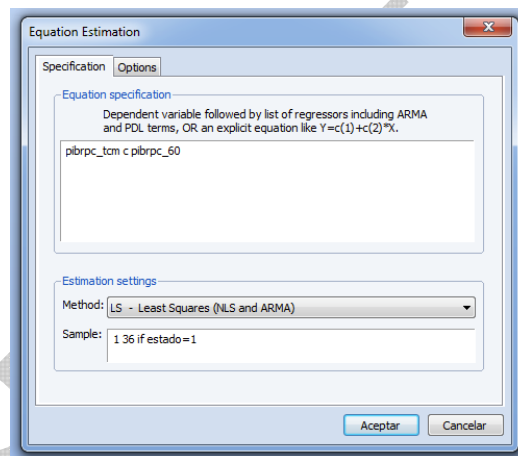 Equation Estimation
Specification
Options
Equation specification
Dependent variable followed by list of regressors including ARMA
and PDL terms, OR an explicit equation like Y=c(1)+c(2)*X.
pibrpc_tcm c pibrpc_60
Estimation settings
Method: LS - Least Squares (NLS and ARMA)
Sample: 1 36 if estado=1
Aceptar
Cancelar